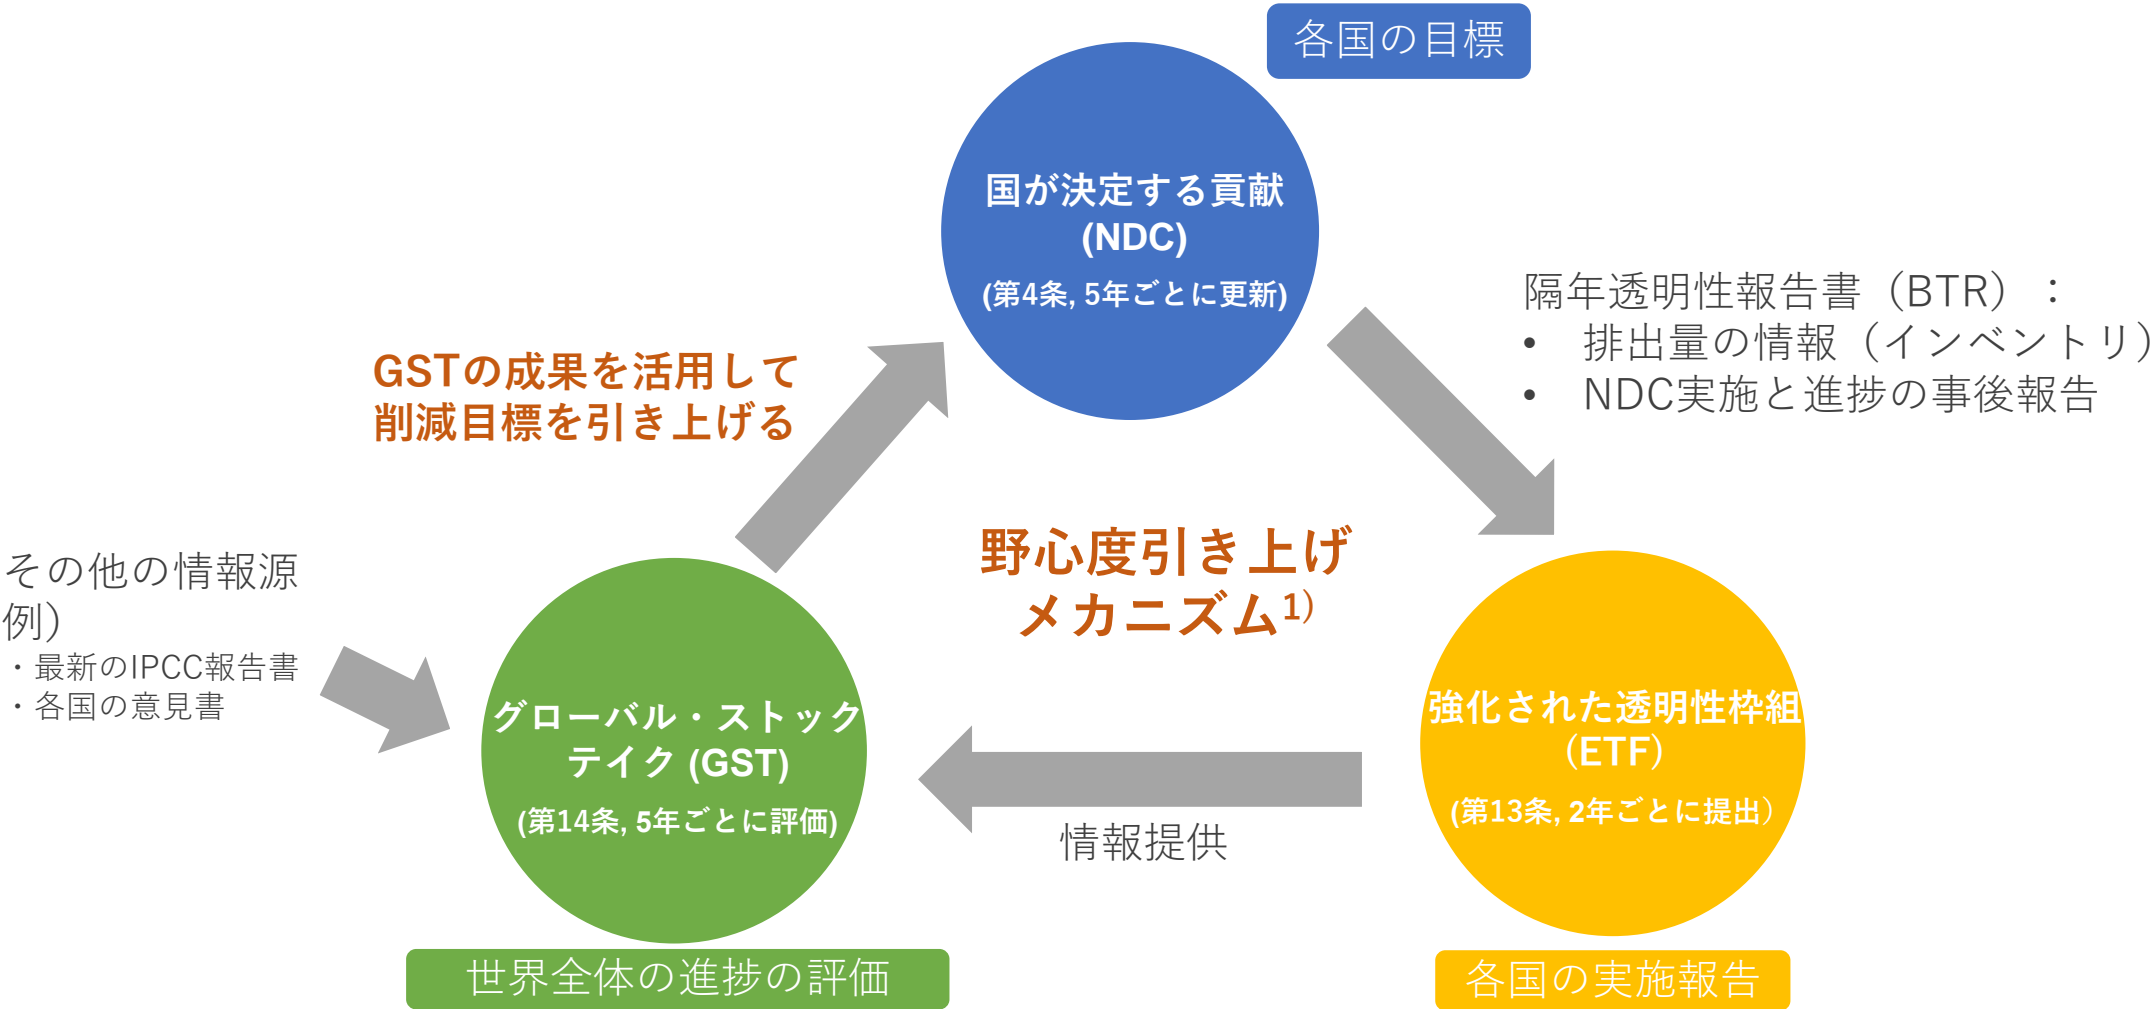 各国の目標
国が決定する貢献
(NDC)
(第4条, 5年ごとに更新)
隔年透明性報告書（BTR）：
• 排出量の情報（インベントリ）
• NDC実施と進捗の事後報告
GSTの成果を活用して
削減目標を引き上げる
野心度引き上げ
メカニズム1)
その他の情報源
例）
・最新のIPCC報告書
・各国の意見書
グローバル・ストック
テイク (GST)
(第14条, 5年ごとに評価)
強化された透明性枠組
（ETF）
(第13条, 2年ごとに提出）
情報提供
世界全体の進捗の評価
各国の実施報告